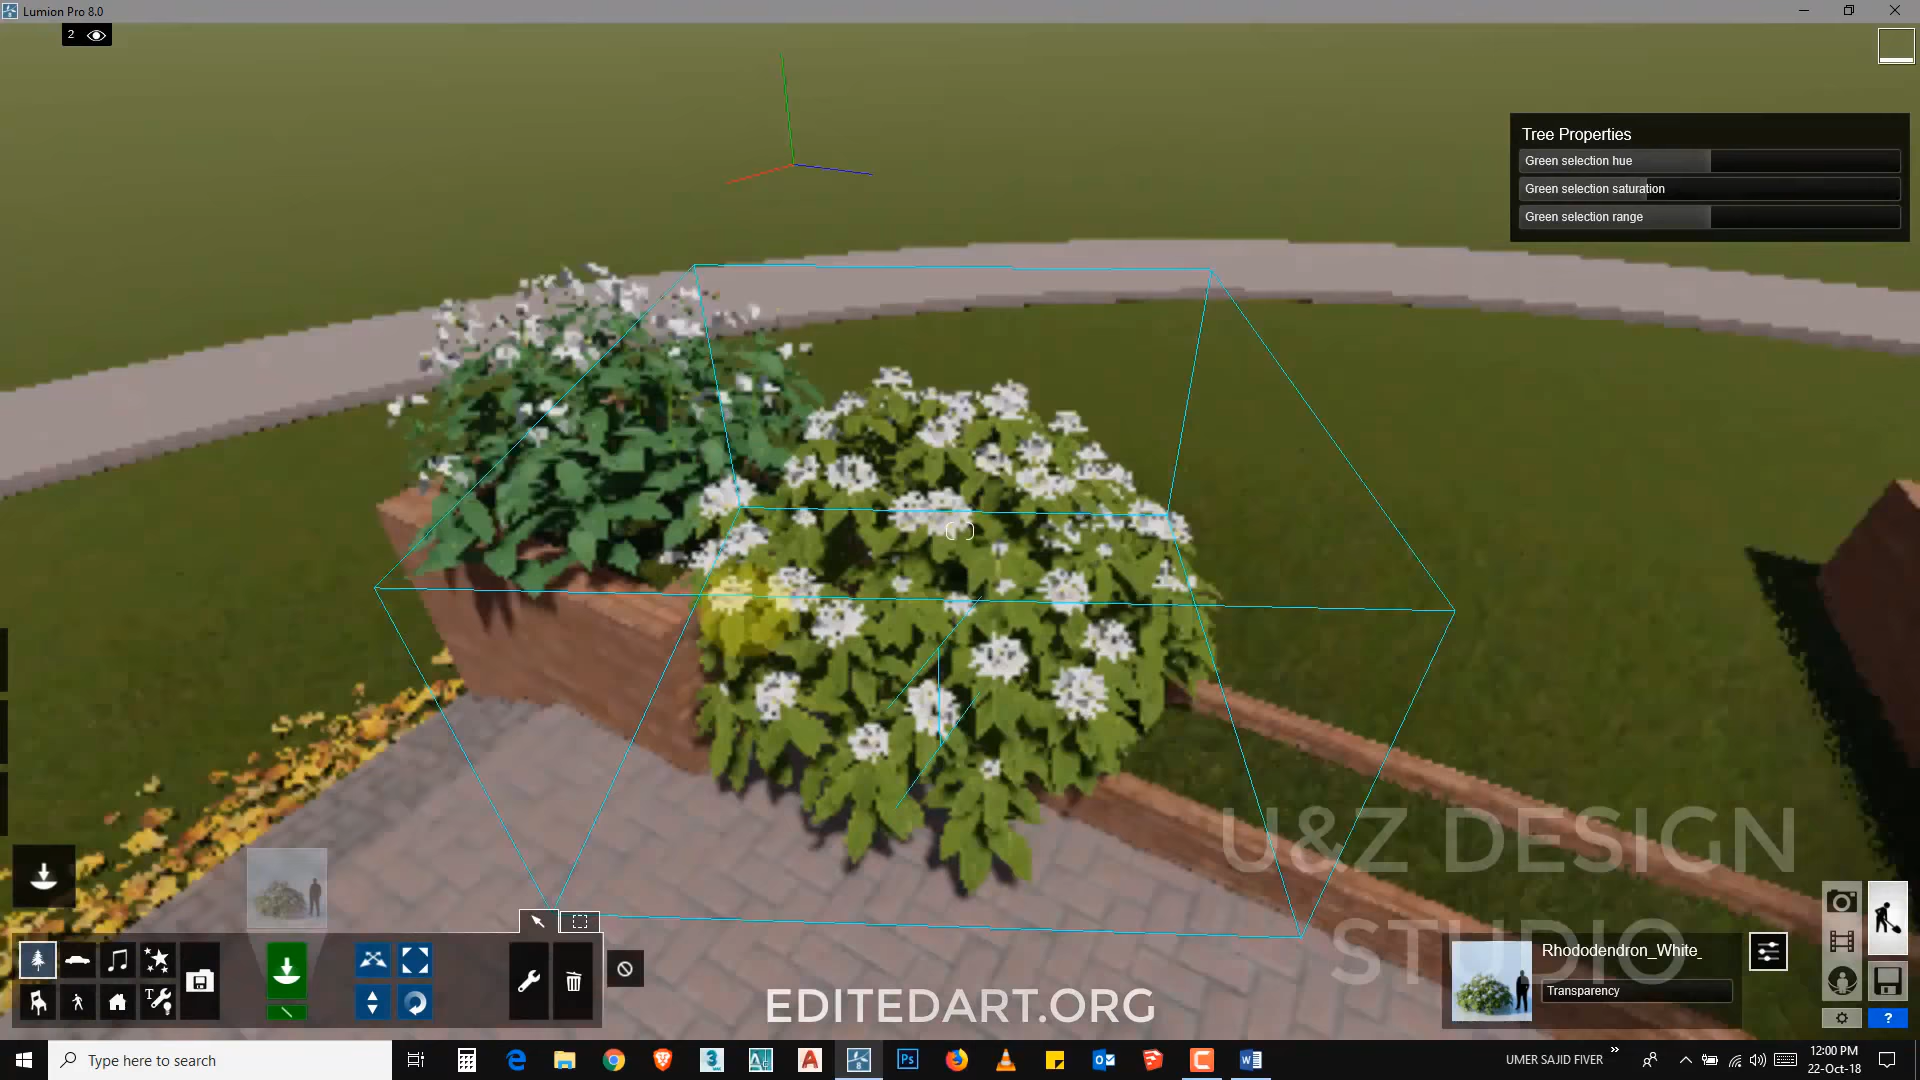 Lumion Pro 8.0
2
Tree Properties
Green selection hue
Green selection saturation
Green selection range
U&Z DESIGN
STUDIO
Rhododendron_White_
Transparency
EDITEDART.ORG
?
Type here to search
UMER SAJID FIVER
12:00 PM
22-Oct-18